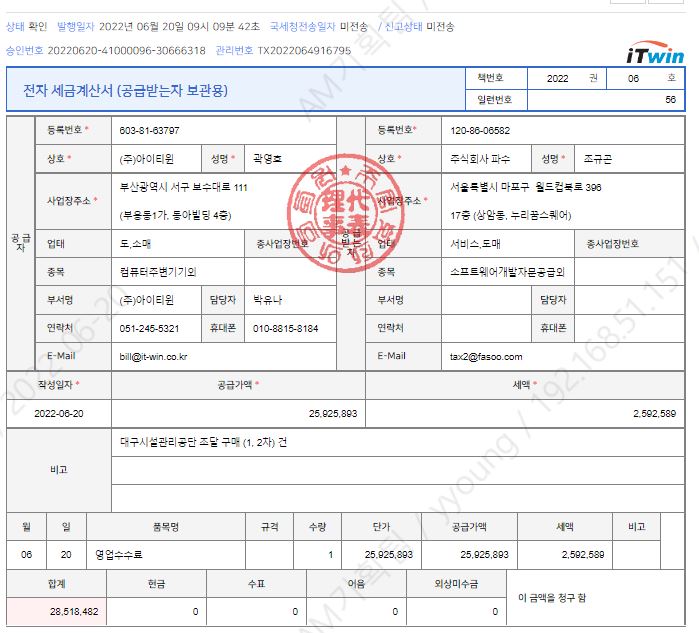 상태 확인 발행일자 2022년 06월 20일 09시 09분 42초 국세청전송일자 미전송 / 신고상태 미전송
승인번호 20220620-41000096-30666318 관리번호 TX2022064916795
iTwin
전자 세금계산서 (공급받는자 보관용)
책번호 2022 권 06 호
일련번호 56
공급자
등록번호 * 603-81-63797
상호 * (주)아이티윈 성명 * 곽영호
사업장주소 * 부산광역시 서구 보수대로 111
(부용동1가, 동아빌딩 4층)
업태 도,소매 종사업장번호
종목 컴퓨터주변기기외
부서명 (주)아이티윈 담당자 박유나
연락처 051-245-5321 휴대폰 010-8815-8184
E-Mail bill@it-win.co.kr
공급받는자
등록번호 * 120-86-06582
상호 * 주식회사 파수 성명 * 조규곤
사업장주소 * 서울특별시 마포구 월드컵북로 396
17층 (상암동, 누리꿈스퀘어)
업태 서비스,도매 종사업장번호
종목 소프트웨어개발자문공급외
부서명 담당자
연락처 휴대폰
E-Mail tax2@fasoo.com
작성일자 * 공급가액 * 세액 *
2022-06-20 25,925,893 2,592,589
비고 대구시설관리공단 조달 구매 (1, 2차) 건
월 일 품목명 규격 수량 단가 공급가액 세액 비고
06 20 영업수수료 1 25,925,893 25,925,893 2,592,589
합계 현금 수표 어음 외상미수금 이 금액을 청구 함
28,518,482 0 0 0 0
AM기획팀
2022-06-20
AM기획팀 / yyoung / 192.168.51.151 /